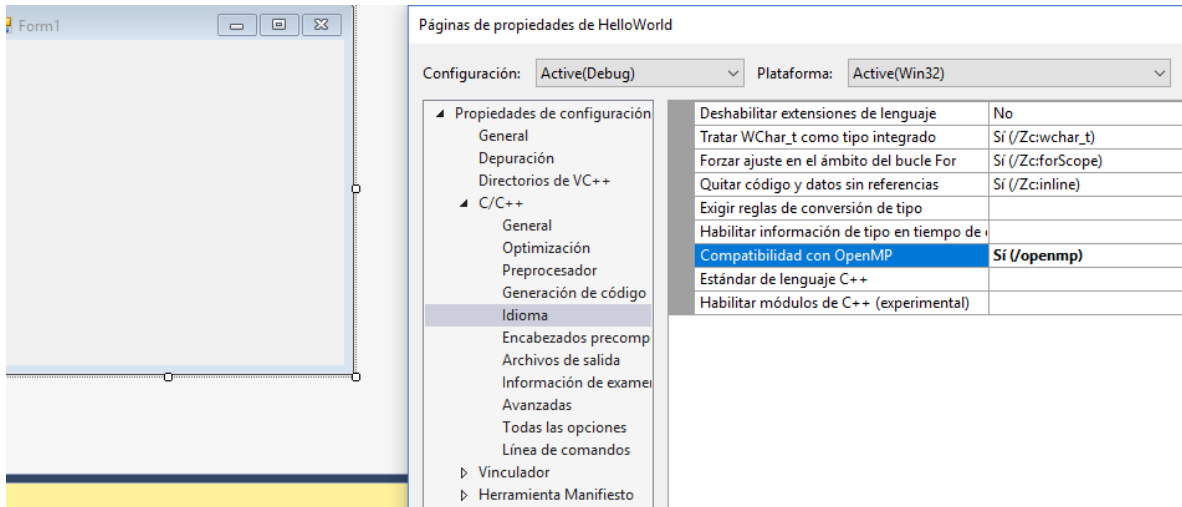 Form1
Páginas de propiedades de HelloWorld
Configuración: Active(Debug) Plataforma: Active(Win32)
Propiedades de configuración
General
Depuración
Directorios de VC++
C/C++
General
Optimización
Preprocesador
Generación de código
Idioma
Encabezados precomp
Archivos de salida
Información de examen
Avanzadas
Todas las opciones
Línea de comandos
Vinculador
Herramienta Manifiesto
Deshabilitar extensiones de lenguaje No
Tratar WChar_t como tipo integrado Sí (/Zc:wchar_t)
Forzar ajuste en el ámbito del bucle For Sí (/Zc:forScope)
Quitar código y datos sin referencias Sí (/Zc:inline)
Exigir reglas de conversión de tipo
Habilitar información de tipo en tiempo de
Compatibilidad con OpenMP Sí (/openmp)
Estándar de lenguaje C++
Habilitar módulos de C++ (experimental)